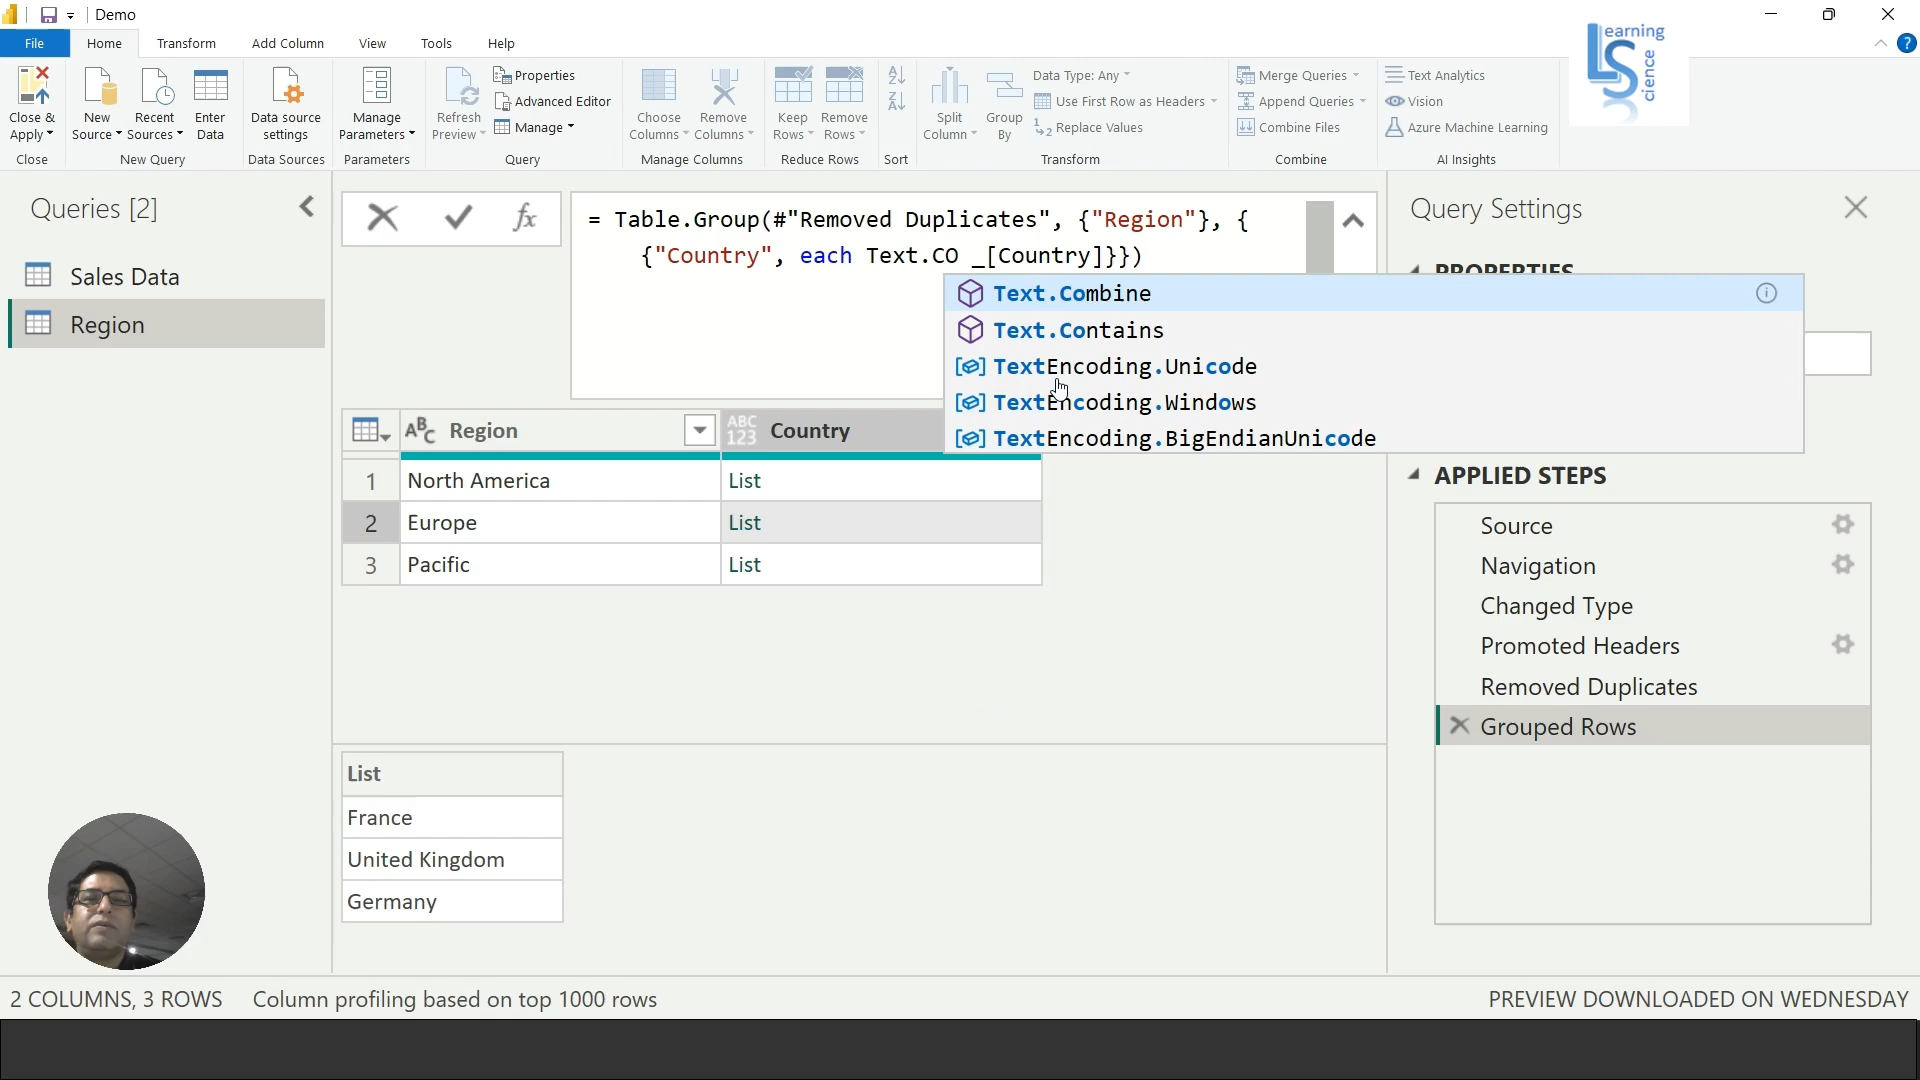 Demo
File Home Transform Add Column View Tools Help
Close & Apply
New Source
Recent Sources
Enter Data
Data source settings
Manage Parameters
Refresh Preview
Properties
Advanced Editor
Manage
Choose Columns
Remove Columns
Keep Rows
Remove Rows
Split Column
Group By
Data Type: Any
Use First Row as Headers
Replace Values
Merge Queries
Append Queries
Combine Files
Text Analytics
Vision
Azure Machine Learning
Close New Query Data Sources Parameters Query Manage Columns Reduce Rows Sort Transform Combine AI Insights
Learning
Science
Queries [2]
Sales Data
Region
fx
= Table.Group(#"Removed Duplicates", {"Region"}, {
{"Country", each Text.CO _[Country]}})
Text.Combine
Text.Contains
TextEncoding.Unicode
TextEncoding.Windows
TextEncoding.BigEndianUnicode
ABC Region
ABC 123 Country
1 North America List
2 Europe List
3 Pacific List
List
France
United Kingdom
Germany
Query Settings
PROPERTIES
APPLIED STEPS
Source
Navigation
Changed Type
Promoted Headers
Removed Duplicates
Grouped Rows
2 COLUMNS, 3 ROWS Column profiling based on top 1000 rows PREVIEW DOWNLOADED ON WEDNESDAY